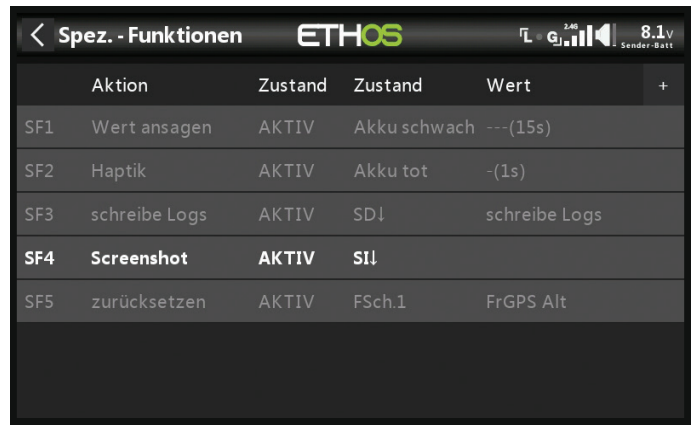 Spez. - Funktionen ETHOS 2.4G 8.1V
Sender-Batt
Aktion Zustand Zustand Wert +
SF1 Wert ansagen AKTIV Akku schwach ---(15s)
SF2 Haptik AKTIV Akku tot -(1s)
SF3 schreibe Logs AKTIV SD↓ schreibe Logs
SF4 Screenshot AKTIV SI↓
SF5 zurücksetzen AKTIV FSch.1 FrGPS Alt